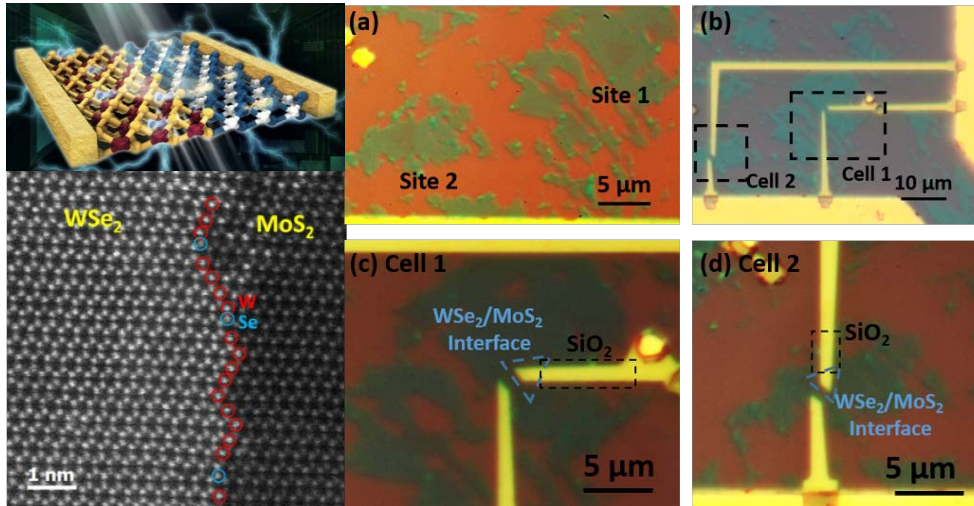 WSe₂
MoS₂
W
Se
1 nm
(a)
Site 1
Site 2
5 μm
(b)
Cell 1
Cell 2
10 μm
(c) Cell 1
WSe₂/MoS₂
Interface
SiO₂
5 μm
(d) Cell 2
SiO₂
WSe₂/MoS₂
Interface
5 μm